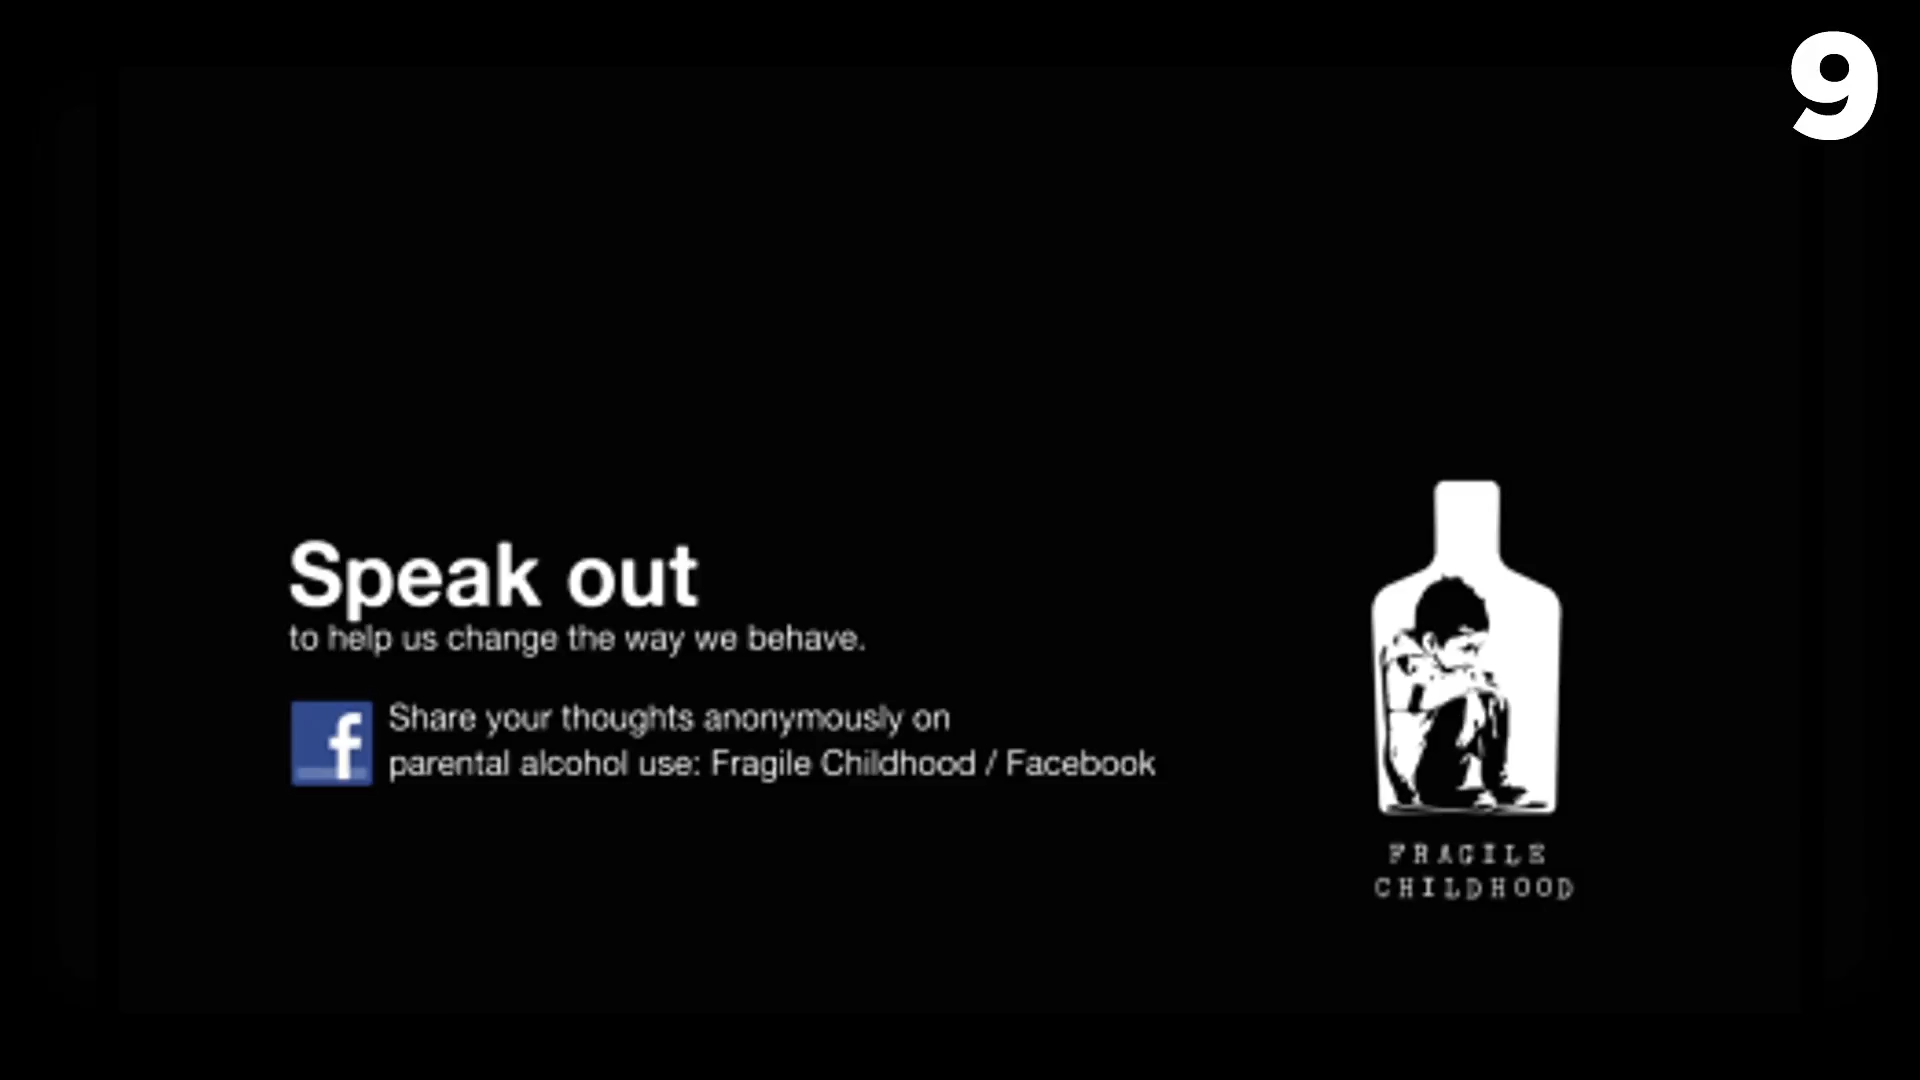 9
Speak out
to help us change the way we behave.
f
Share your thoughts anonymously on
parental alcohol use: Fragile Childhood / Facebook
FRAGILE
CHILDHOOD